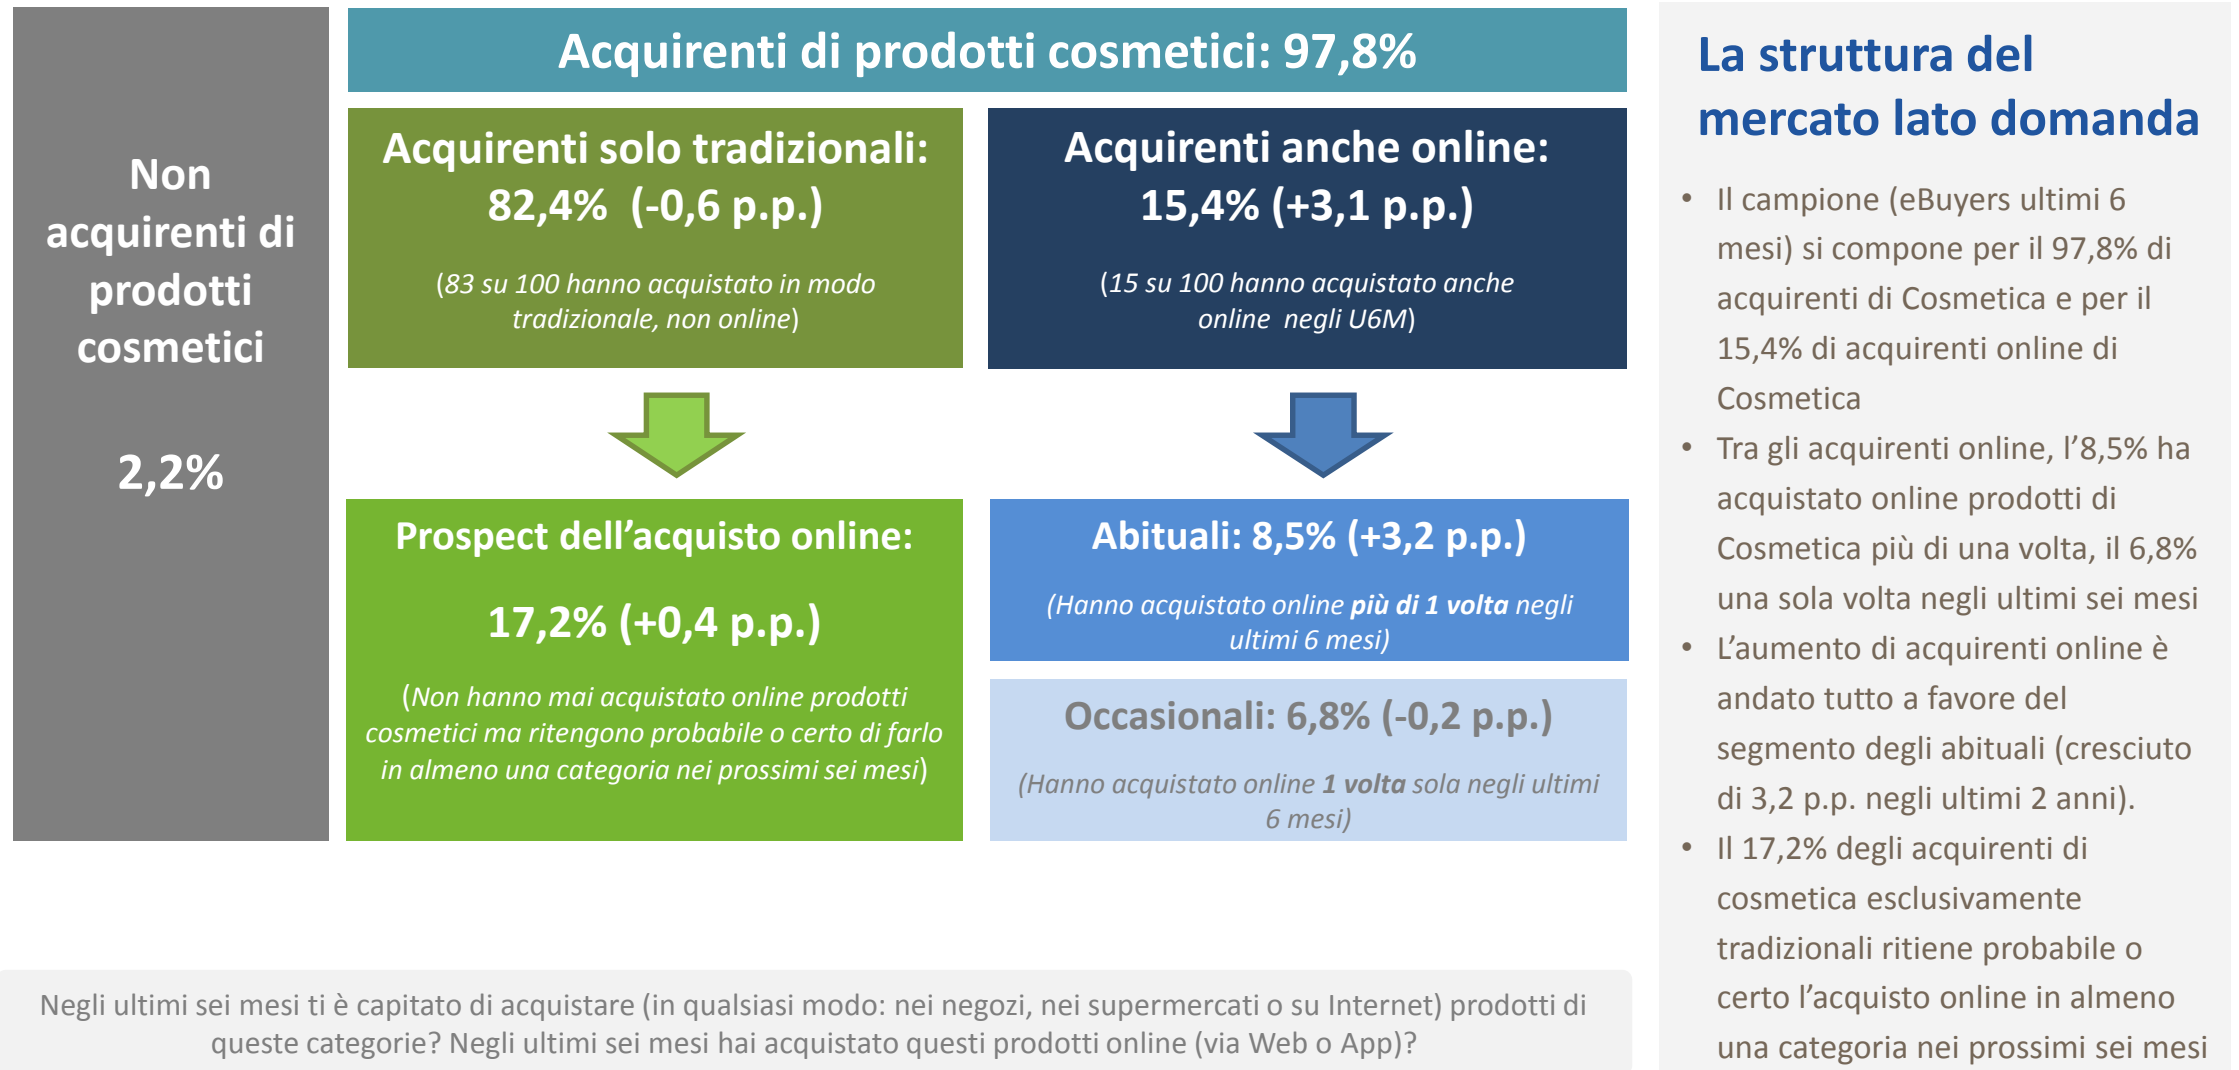 Non
acquirenti di
prodotti
cosmetici
2,2%
Acquirenti di prodotti cosmetici: 97,8%
Acquirenti solo tradizionali:
82,4% (-0,6 p.p.)
(83 su 100 hanno acquistato in modo
tradizionale, non online)
Acquirenti anche online:
15,4% (+3,1 p.p.)
(15 su 100 hanno acquistato anche
online negli U6M)
Prospect dell’acquisto online:
17,2% (+0,4 p.p.)
(Non hanno mai acquistato online prodotti
cosmetici ma ritengono probabile o certo di farlo
in almeno una categoria nei prossimi sei mesi)
Abituali: 8,5% (+3,2 p.p.)
(Hanno acquistato online più di 1 volta negli
ultimi 6 mesi)
Occasionali: 6,8% (-0,2 p.p.)
(Hanno acquistato online 1 volta sola negli ultimi
6 mesi)
Negli ultimi sei mesi ti è capitato di acquistare (in qualsiasi modo: nei negozi, nei supermercati o su Internet) prodotti di
queste categorie? Negli ultimi sei mesi hai acquistato questi prodotti online (via Web o App)?
La struttura del
mercato lato domanda
• Il campione (eBuyers ultimi 6
mesi) si compone per il 97,8% di
acquirenti di Cosmetica e per il
15,4% di acquirenti online di
Cosmetica
• Tra gli acquirenti online, l’8,5% ha
acquistato online prodotti di
Cosmetica più di una volta, il 6,8%
una sola volta negli ultimi sei mesi
• L’aumento di acquirenti online è
andato tutto a favore del
segmento degli abituali (cresciuto
di 3,2 p.p. negli ultimi 2 anni).
• Il 17,2% degli acquirenti di
cosmetica esclusivamente
tradizionali ritiene probabile o
certo l’acquisto online in almeno
una categoria nei prossimi sei mesi